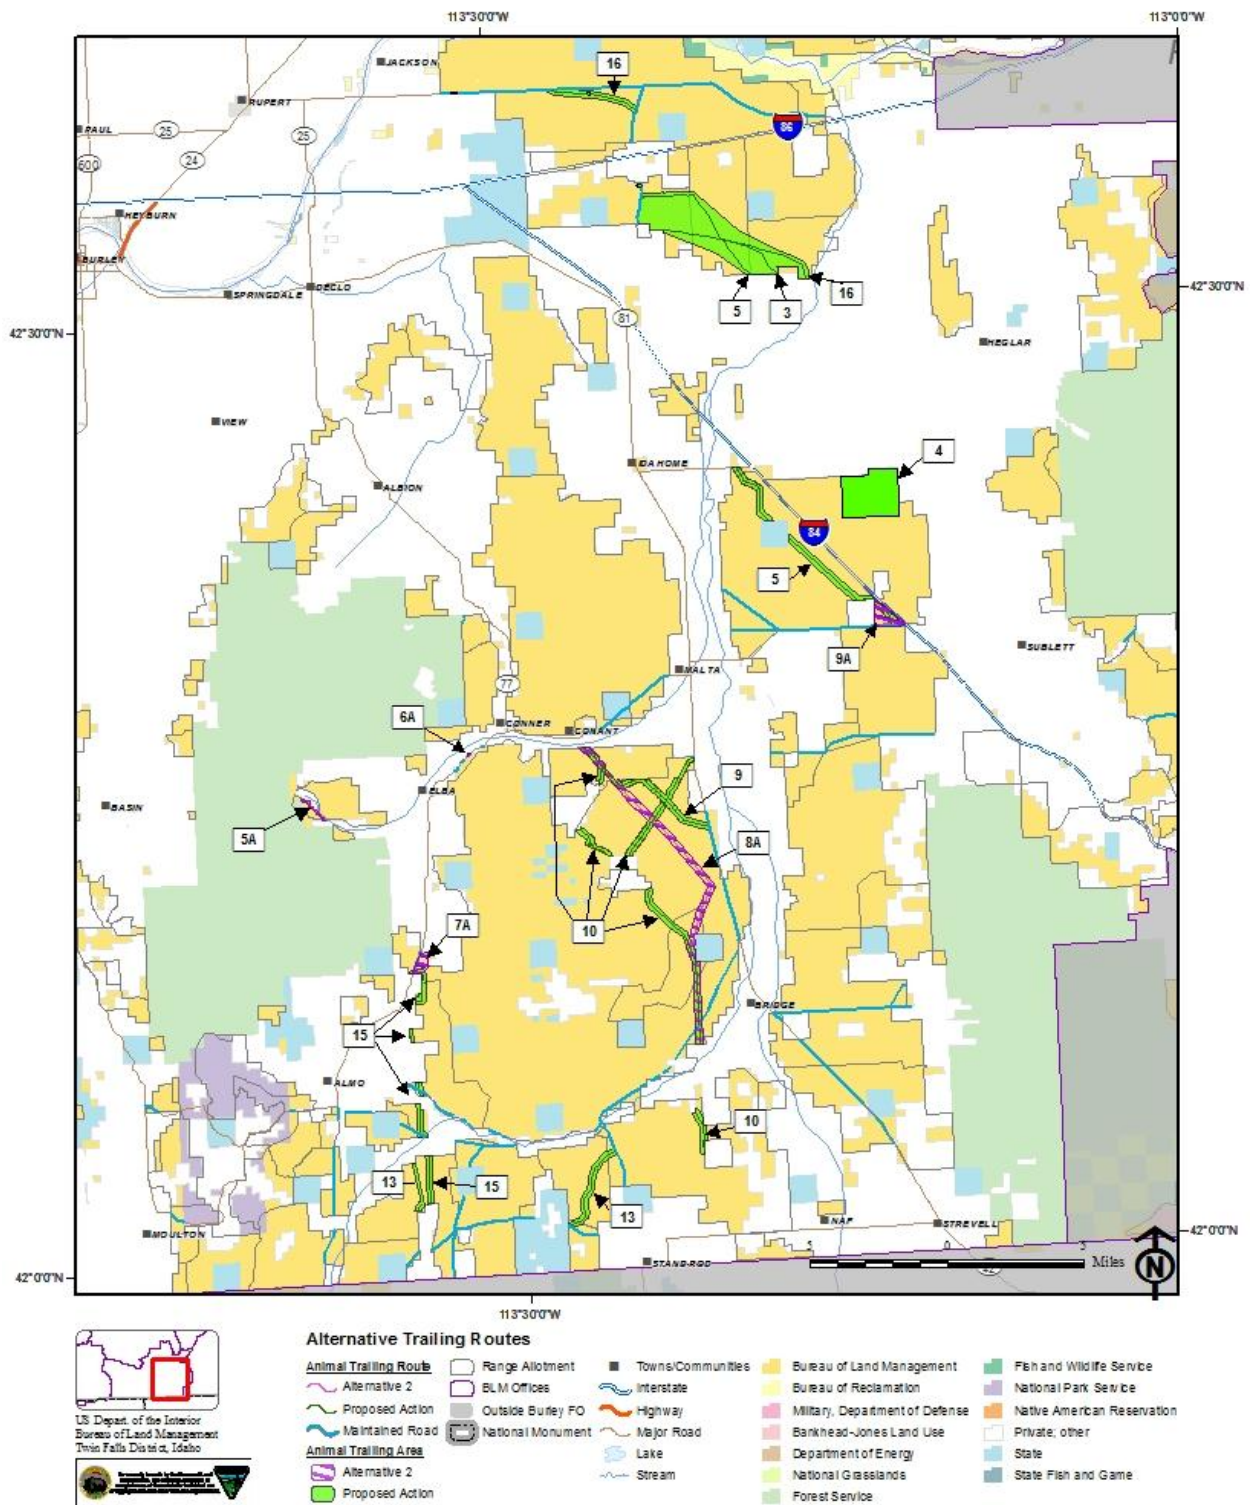 113°30'0"W
113°0'0"W
JACKSON
16
RUPERT
PAUL
25
25
86
600
24
HEYBURN
BURLEY
SPRINGDALE
DECLO
5
3
16
42°30'0"N
42°30'0"N
81
HEGLAR
VIEW
IDAHOME
4
ALBION
84
5
SUBLETT
9A
MALTA
77
6A
CONNER
CONANT
9
BASIN
ELBA
5A
8A
10
7A
BRIDGE
15
ALMO
10
13
15
13
NAF
STREVELL
MOULTON
5
0
5
STANDROD
Miles
42
N
42°0'0"N
42°0'0"N
113°30'0"W
Alternative Trailing Routes
Animal Trailing Route
Alternative 2
Proposed Action
Maintained Road
Animal Trailing Area
Alternative 2
Proposed Action
Range Allotment
BLM Offices
Outside Burley FO
National Monument
Towns/Communities
Interstate
Highway
Major Road
Lake
Stream
Bureau of Land Management
Bureau of Reclamation
Military, Department of Defense
Bankhead-Jones Land Use
Department of Energy
National Grasslands
Forest Service
Fish and Wildlife Service
National Park Service
Native American Reservation
Private; other
State
State Fish and Game
US Depart. of the Interior
Bureau of Land Management
Twin Falls District, Idaho